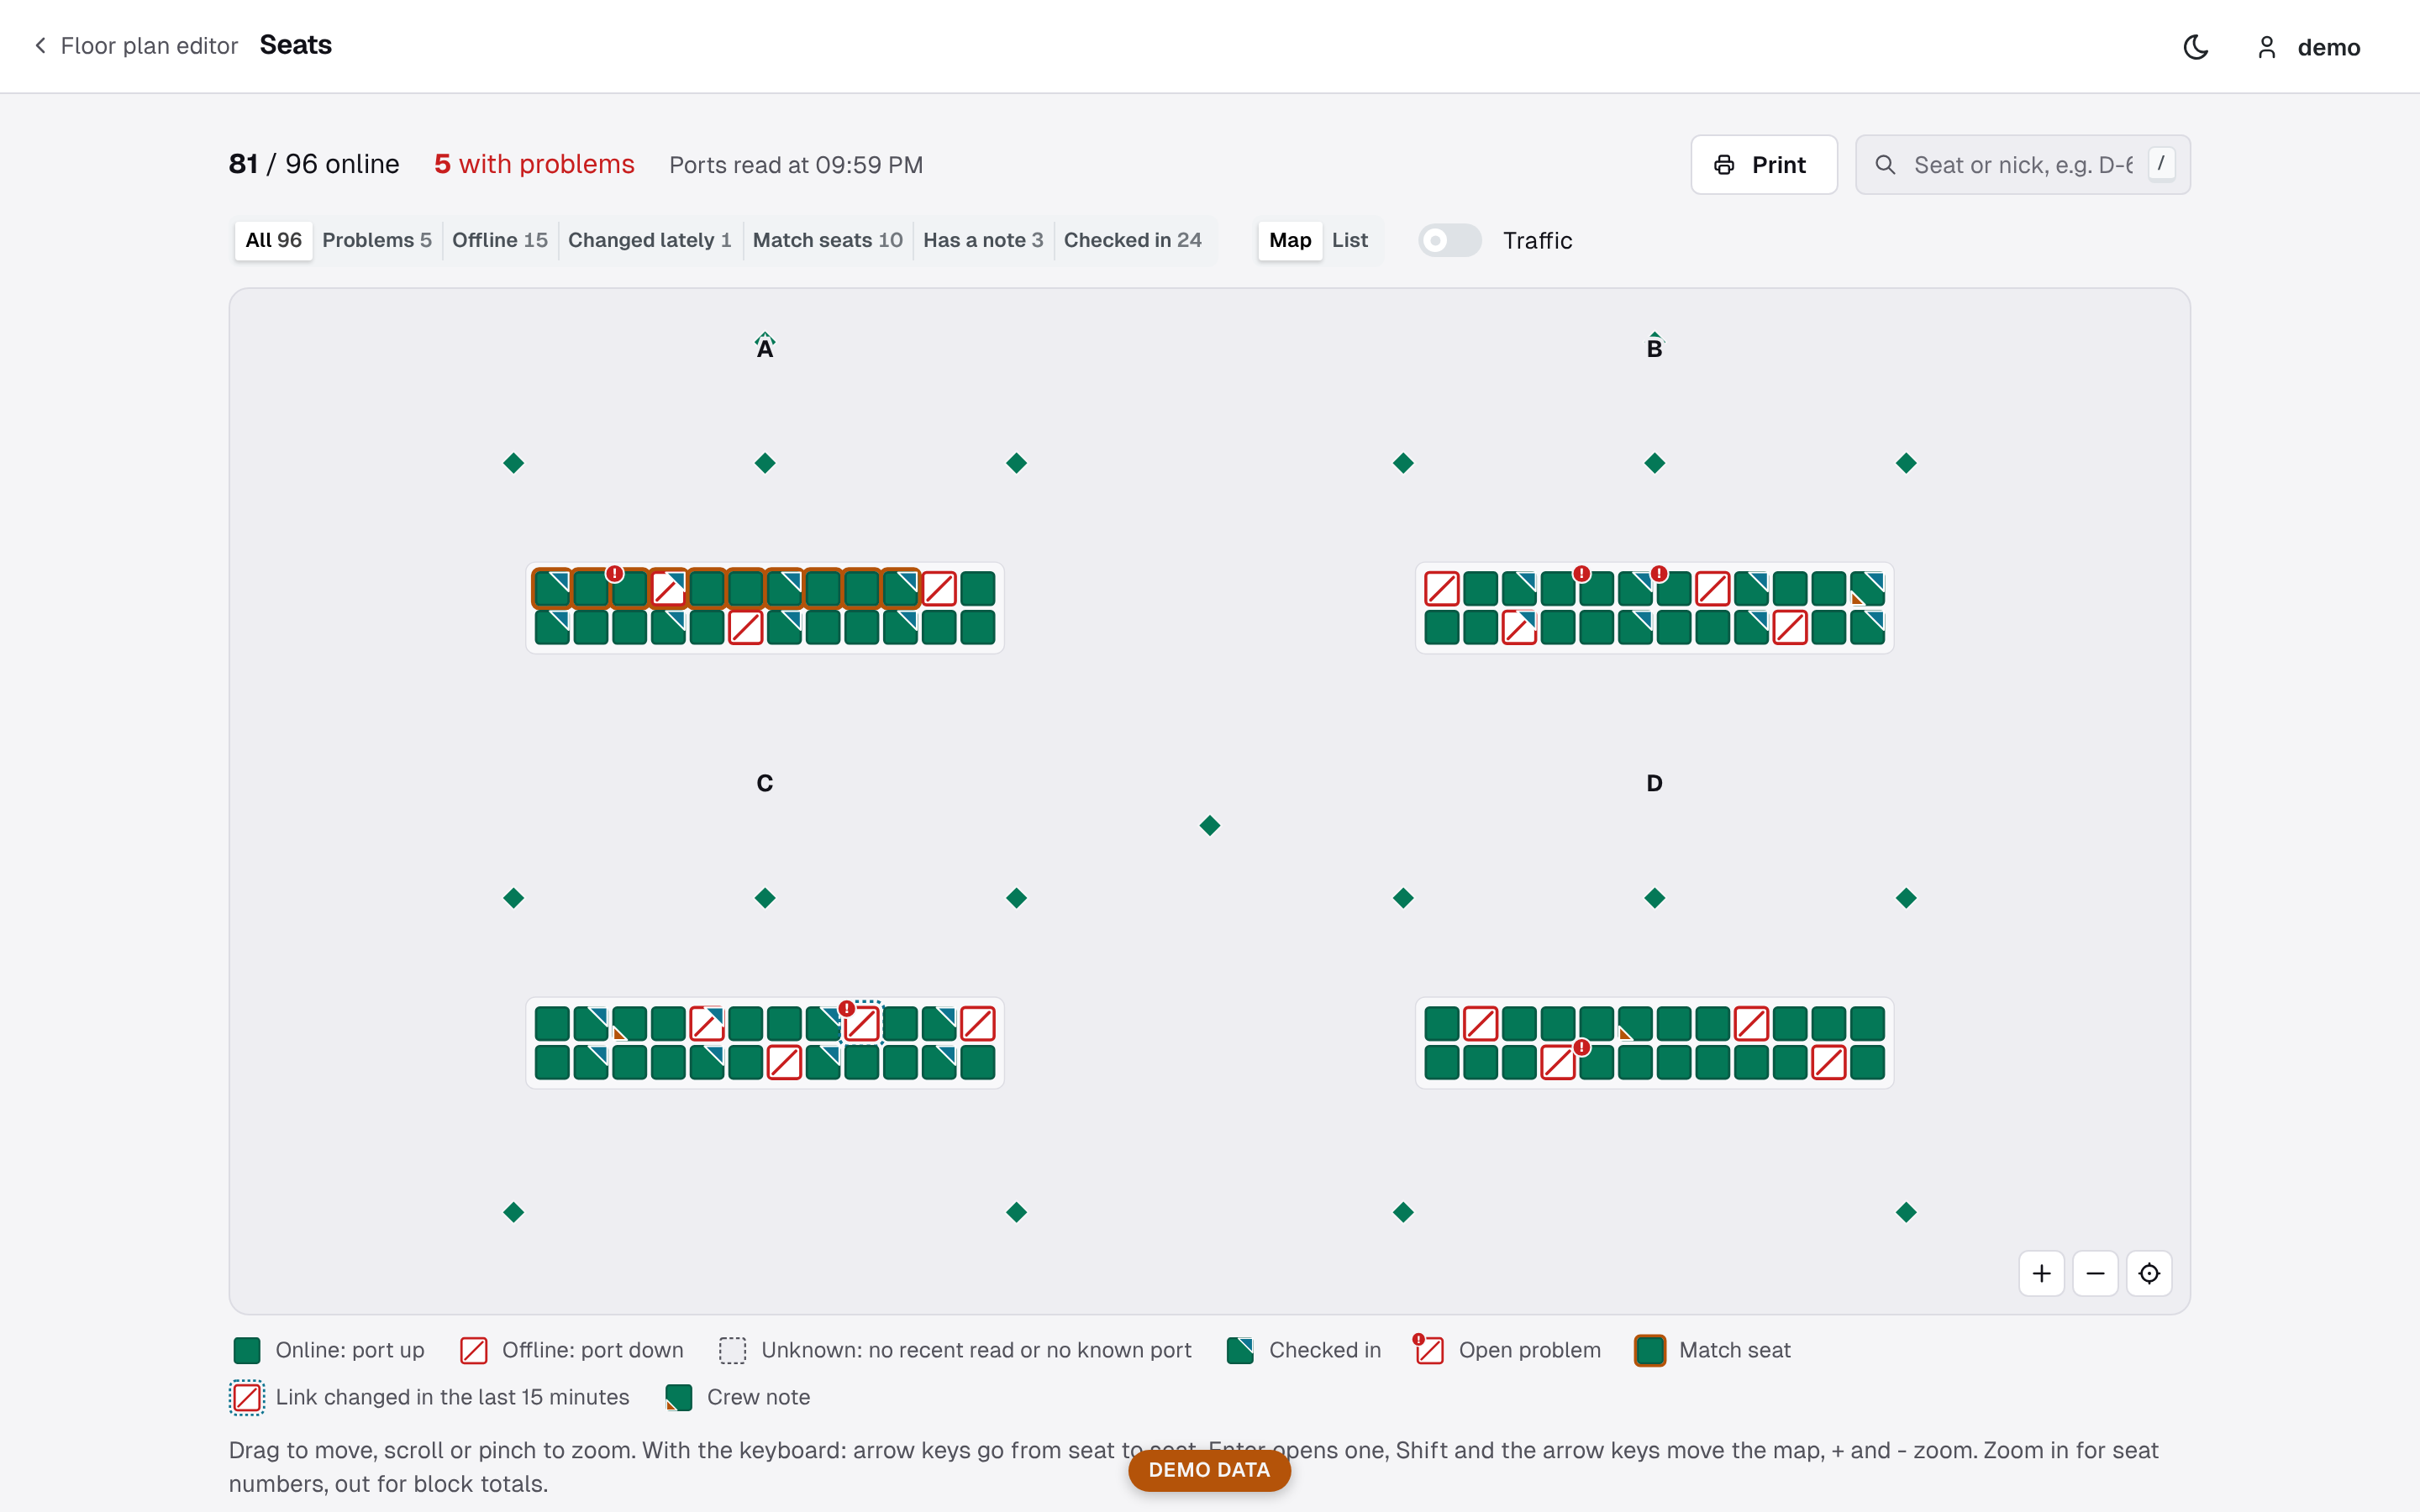 Floor plan editor Seats demo
81 / 96 online 5 with problems Ports read at 09:59 PM Print Seat or nick, e.g. D-6 /
All 96 Problems 5 Offline 15 Changed lately 1 Match seats 10 Has a note 3 Checked in 24 Map List Traffic
A B
C D
Online: port up Offline: port down Unknown: no recent read or no known port Checked in Open problem Match seat
Link changed in the last 15 minutes Crew note
Drag to move, scroll or pinch to zoom. With the keyboard: arrow keys go from seat to seat, Enter opens one, Shift and the arrow keys move the map, + and - zoom. Zoom in for seat
numbers, out for block totals.
DEMO DATA